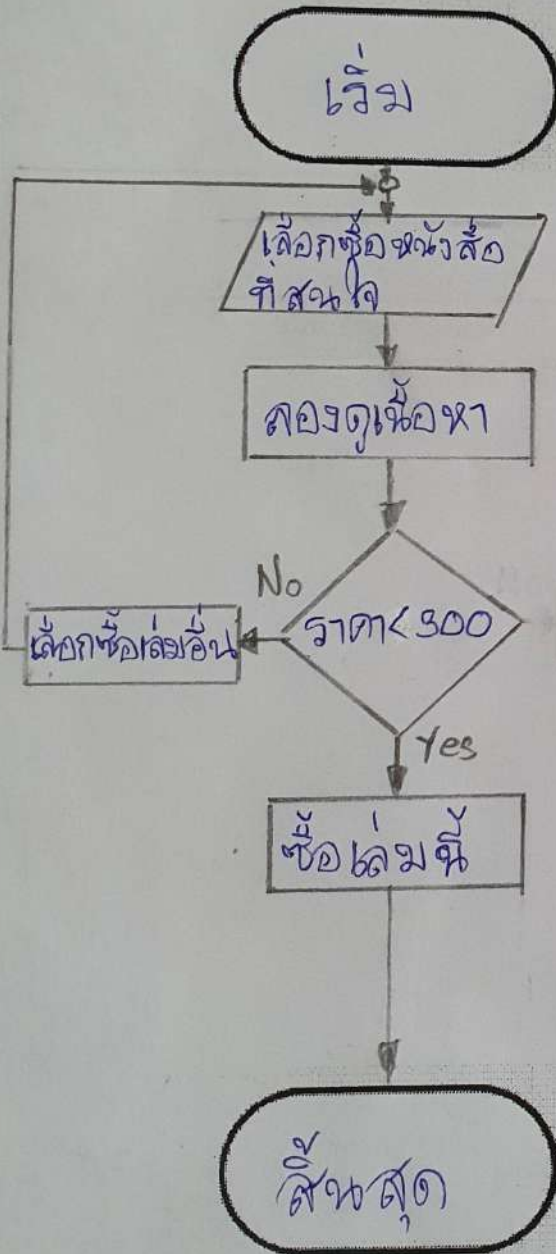 เริ่ม
เลือกซื้อหนังสือ
ที่สนใจ
ลองดูเนื้อหา
No
ราคา<300
เลือกซื้อเล่มอื่น
Yes
ซื้อเล่มนี้
สิ้นสุด